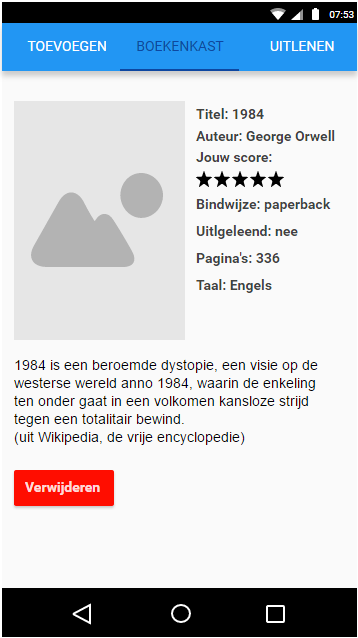 07:53
TOEVOEGEN BOEKENKAST UITLENEN
Titel: 1984
Auteur: George Orwell
Jouw score:
Bindwijze: paperback
Uitlgeleend: nee
Pagina's: 336
Taal: Engels
1984 is een beroemde dystopie, een visie op de
westerse wereld anno 1984, waarin de enkeling
ten onder gaat in een volkomen kansloze strijd
tegen een totalitair bewind.
(uit Wikipedia, de vrije encyclopedie)
Verwijderen